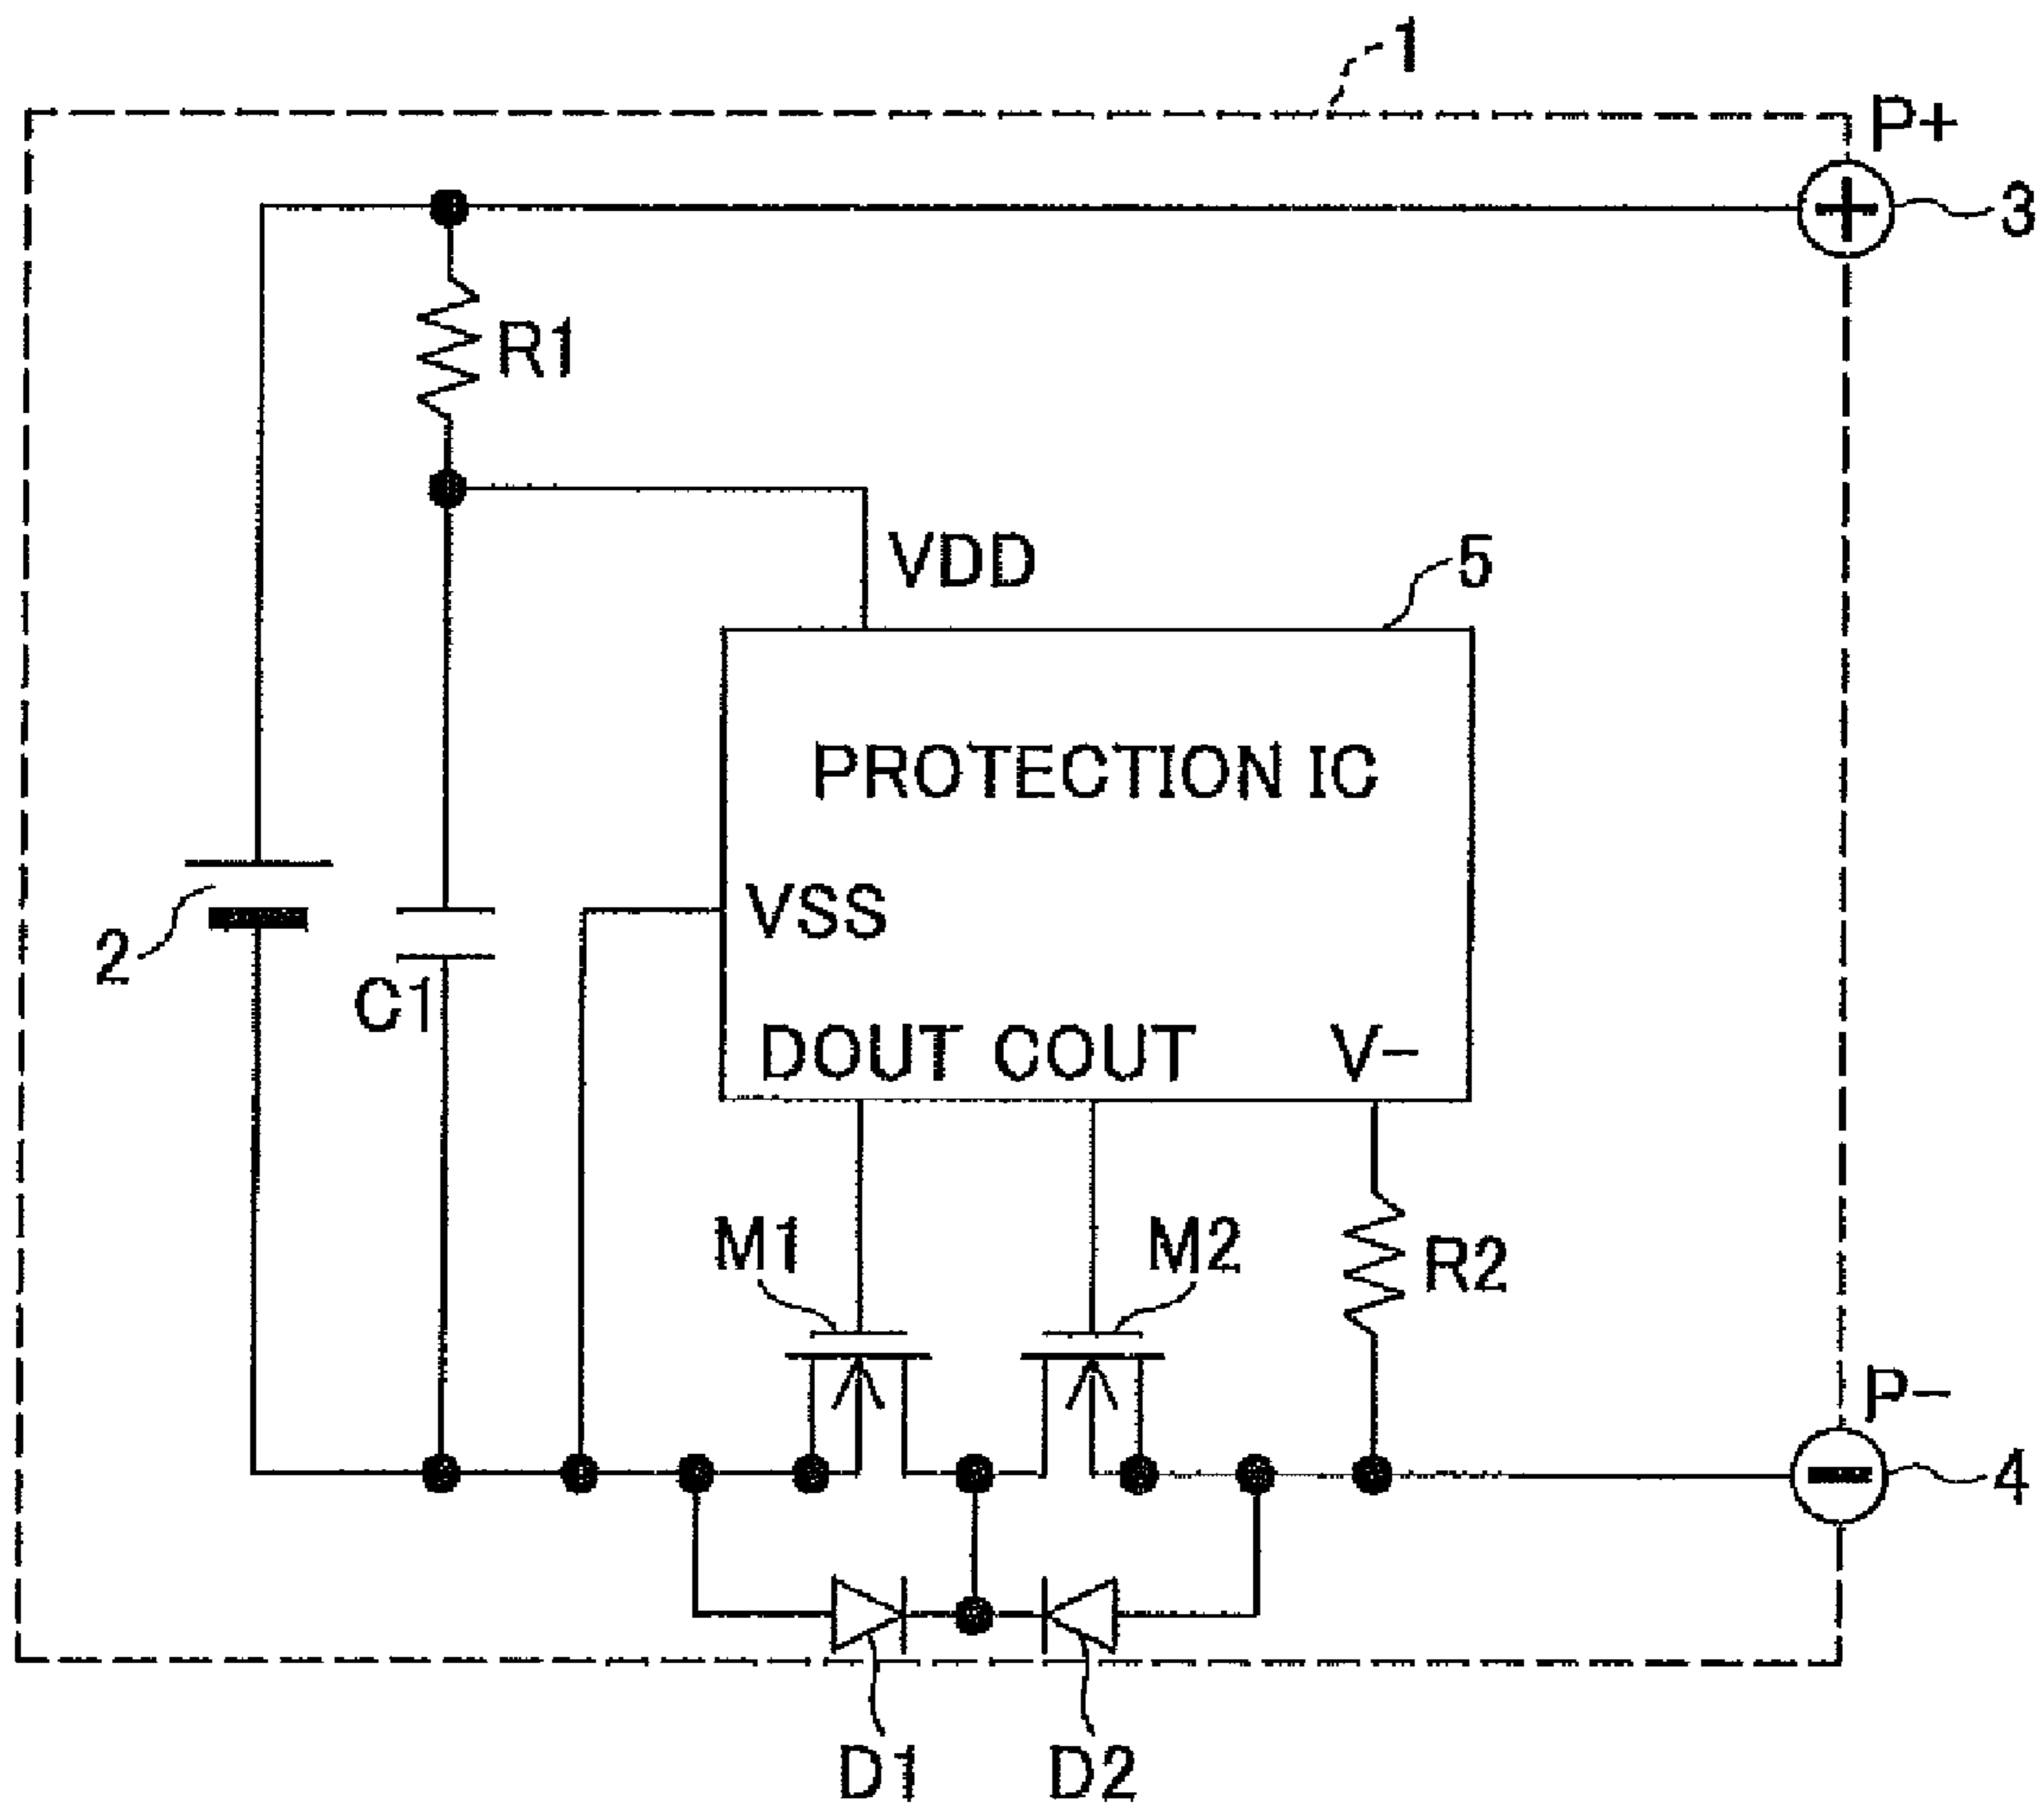 1
P+
3
R1
VDD
5
PROTECTION IC
2
VSS
C1
DOUT COUT V-
M1
M2
R2
P-
4
D1
D2